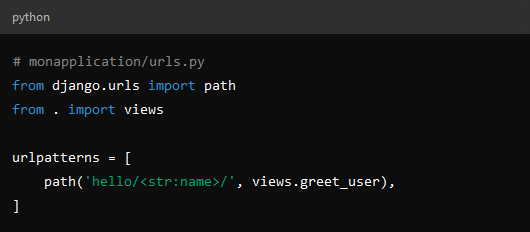 python
# monapplication/urls.py
from django.urls import path
from . import views
urlpatterns = [
path('hello/<str:name>/', views.greet_user),
]